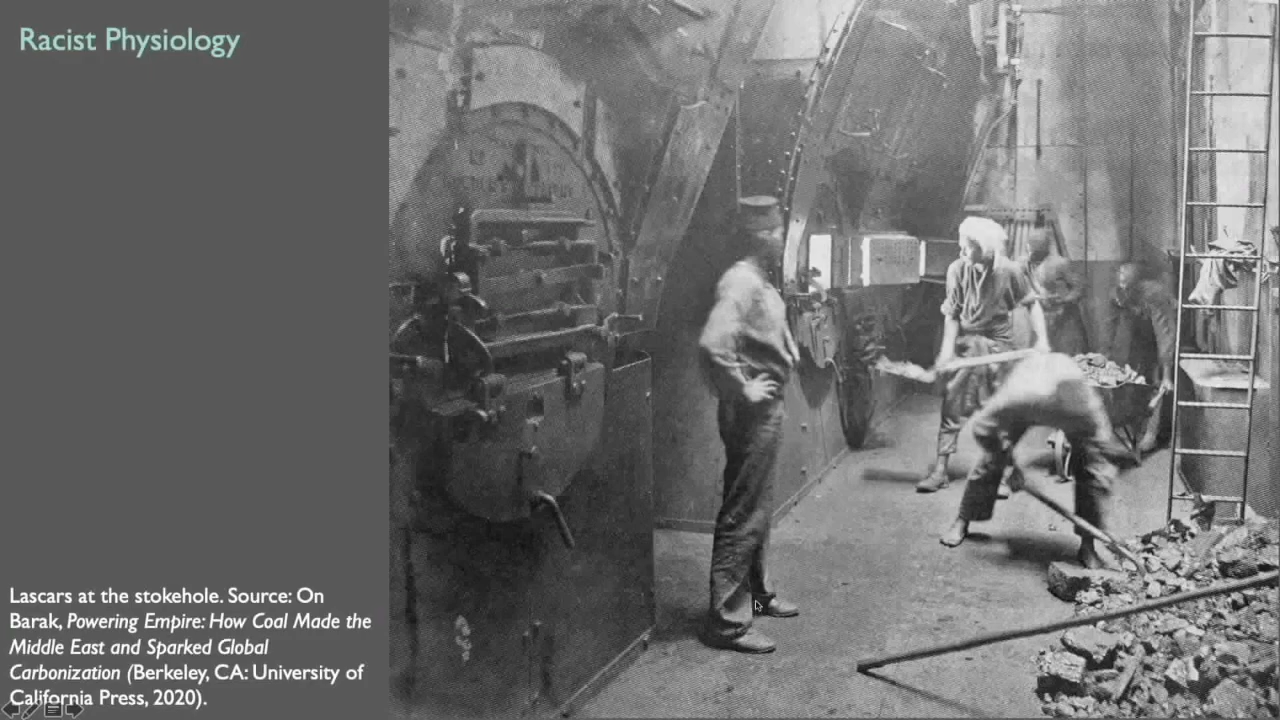 Racist Physiology
Lascars at the stokehole. Source: On
Barak, Powering Empire: How Coal Made the
Middle East and Sparked Global
Carbonization (Berkeley, CA: University of
California Press, 2020).